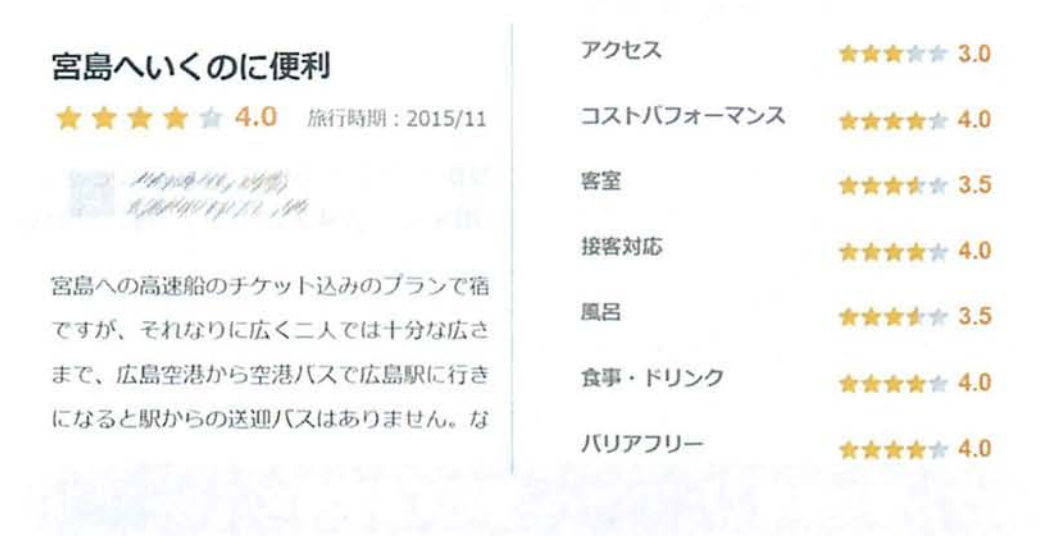 宮島へいくのに便利
4.0 旅行時期：2015/11
宮島への高速船のチケット込みのプランで宿
ですが、それなりに広く二人では十分な広さ
まで、広島空港から空港バスで広島駅に行き
になると駅からの送迎バスはありません。な
アクセス 3.0
コストパフォーマンス 4.0
客室 3.5
接客対応 4.0
風呂 3.5
食事・ドリンク 4.0
バリアフリー 4.0